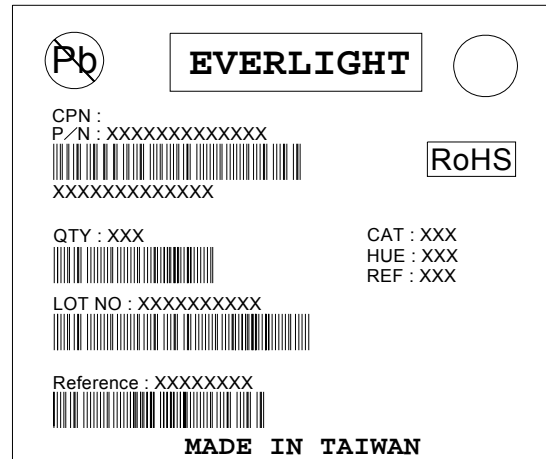 Pb
EVERLIGHT
CPN :
P/N : XXXXXXXXXXXXX
RoHS
XXXXXXXXXXXXX
QTY : XXX
CAT : XXX
HUE : XXX
REF : XXX
LOT NO : XXXXXXXXXX
Reference : XXXXXXXX
MADE IN TAIWAN